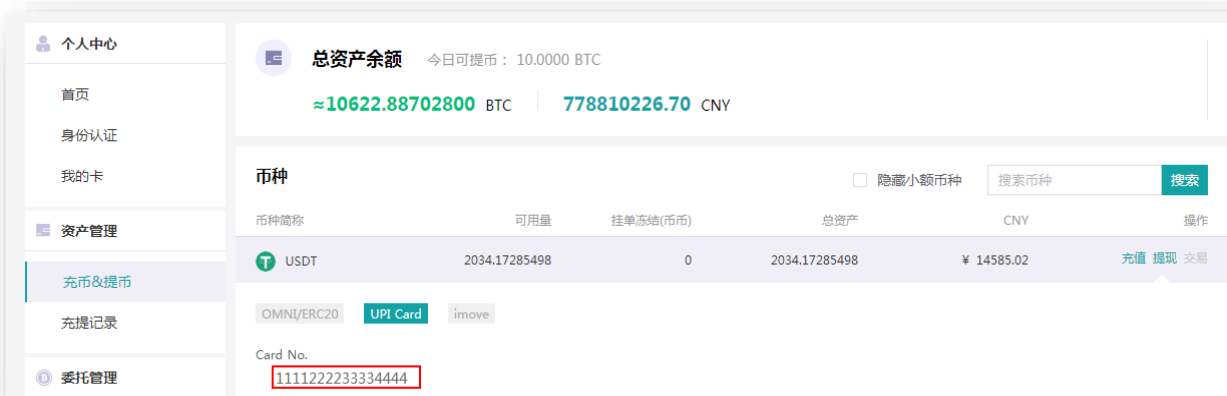 个人中心
首页
身份认证
我的卡
资产管理
充币&提币
充提记录
委托管理
总资产余额 今日可提币： 10.0000 BTC
≈10622.88702800 BTC 778810226.70 CNY
币种 隐藏小额币种 搜索币种 搜索
币种简称 可用量 挂单冻结(币币) 总资产 CNY 操作
USDT 2034.17285498 0 2034.17285498 ¥ 14585.02 充值 提现 交易
OMNI/ERC20 UPI Card imove
Card No.
1111222233334444